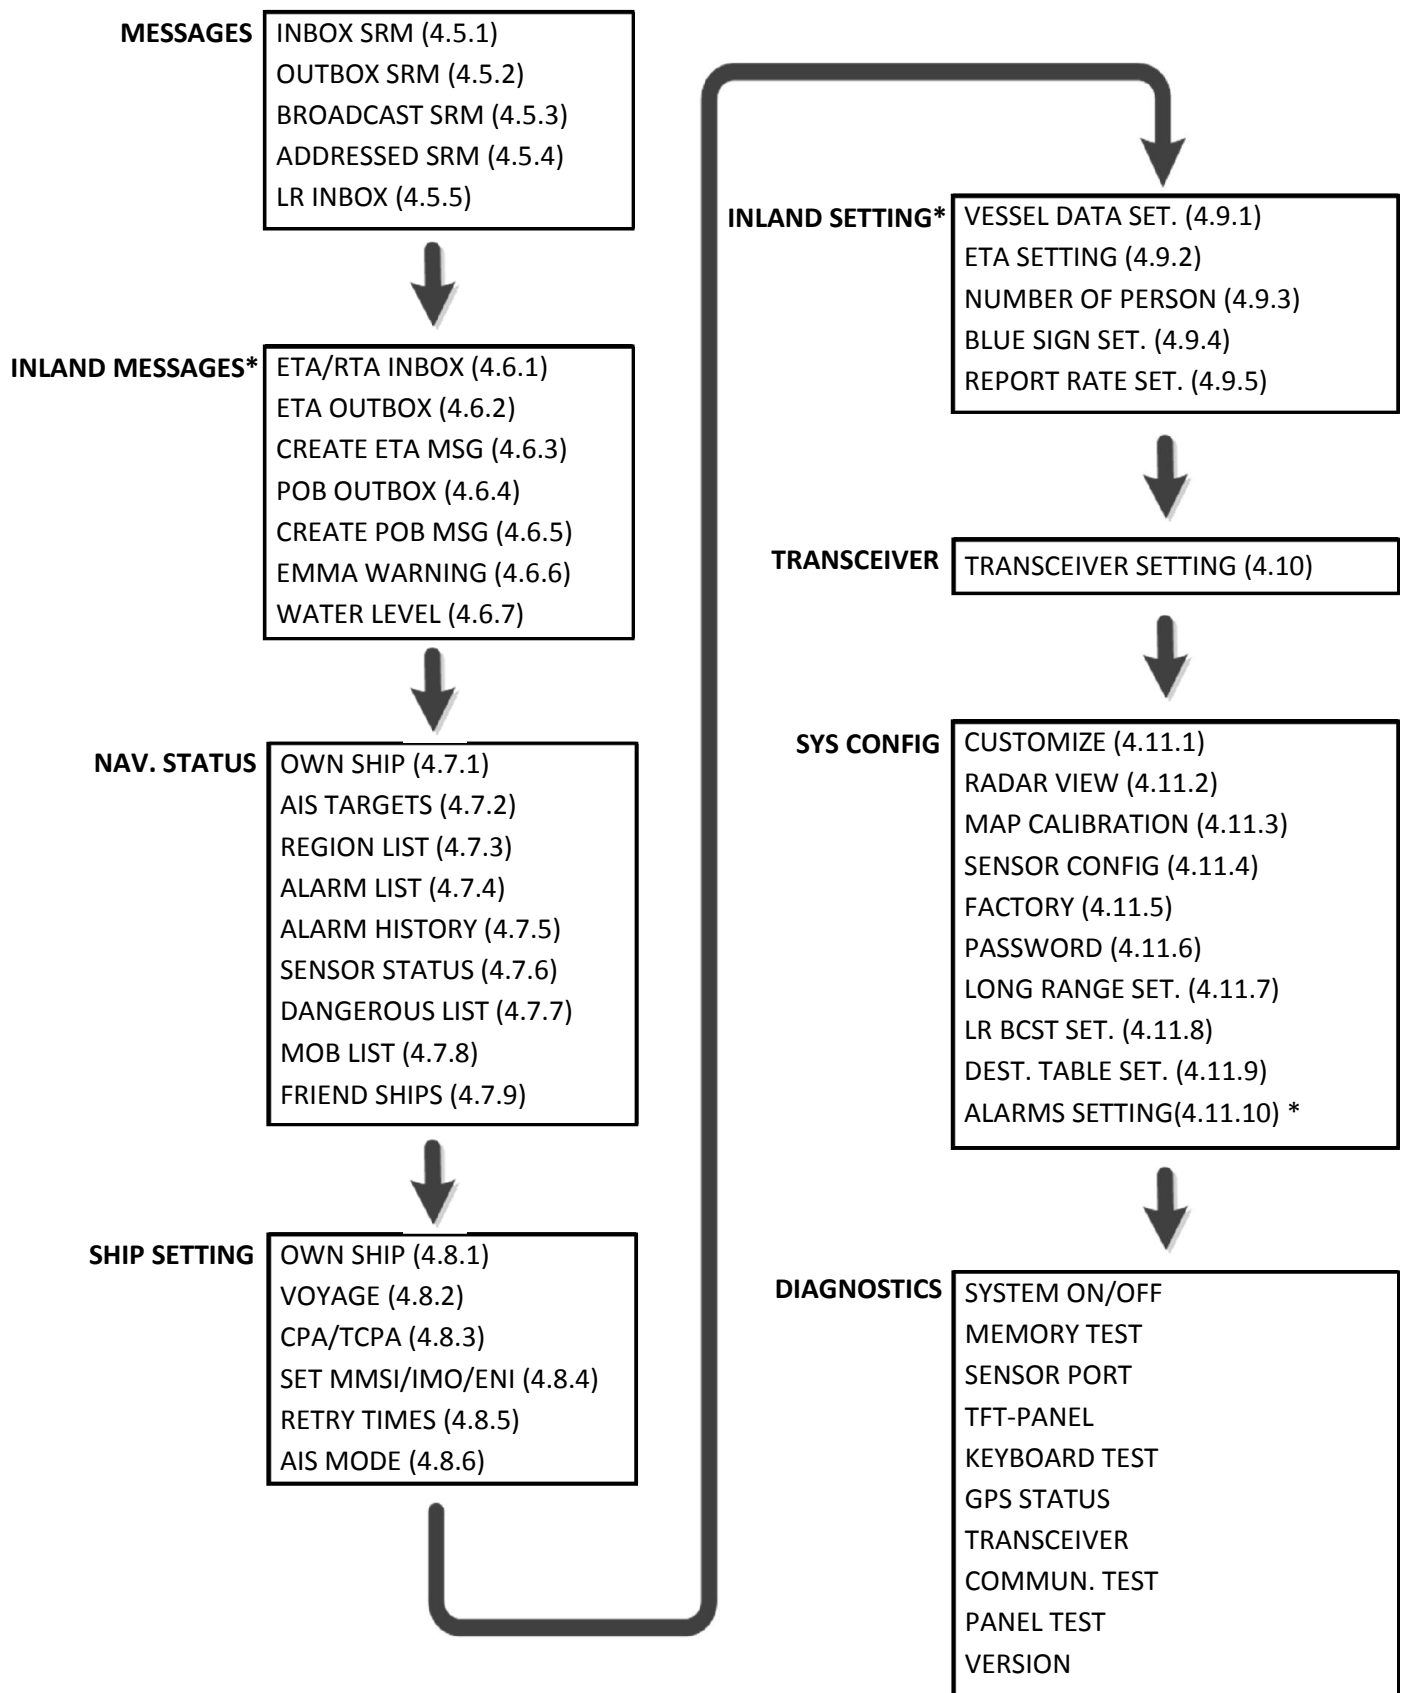 MESSAGES
INBOX SRM (4.5.1)
OUTBOX SRM (4.5.2)
BROADCAST SRM (4.5.3)
ADDRESSED SRM (4.5.4)
LR INBOX (4.5.5)
INLAND MESSAGES*
ETA/RTA INBOX (4.6.1)
ETA OUTBOX (4.6.2)
CREATE ETA MSG (4.6.3)
POB OUTBOX (4.6.4)
CREATE POB MSG (4.6.5)
EMMA WARNING (4.6.6)
WATER LEVEL (4.6.7)
NAV. STATUS
OWN SHIP (4.7.1)
AIS TARGETS (4.7.2)
REGION LIST (4.7.3)
ALARM LIST (4.7.4)
ALARM HISTORY (4.7.5)
SENSOR STATUS (4.7.6)
DANGEROUS LIST (4.7.7)
MOB LIST (4.7.8)
FRIEND SHIPS (4.7.9)
SHIP SETTING
OWN SHIP (4.8.1)
VOYAGE (4.8.2)
CPA/TCPA (4.8.3)
SET MMSI/IMO/ENI (4.8.4)
RETRY TIMES (4.8.5)
AIS MODE (4.8.6)
INLAND SETTING*
VESSEL DATA SET. (4.9.1)
ETA SETTING (4.9.2)
NUMBER OF PERSON (4.9.3)
BLUE SIGN SET. (4.9.4)
REPORT RATE SET. (4.9.5)
TRANSCEIVER
TRANSCEIVER SETTING (4.10)
SYS CONFIG
CUSTOMIZE (4.11.1)
RADAR VIEW (4.11.2)
MAP CALIBRATION (4.11.3)
SENSOR CONFIG (4.11.4)
FACTORY (4.11.5)
PASSWORD (4.11.6)
LONG RANGE SET. (4.11.7)
LR BCST SET. (4.11.8)
DEST. TABLE SET. (4.11.9)
ALARMS SETTING(4.11.10) *
DIAGNOSTICS
SYSTEM ON/OFF
MEMORY TEST
SENSOR PORT
TFT-PANEL
KEYBOARD TEST
GPS STATUS
TRANSCEIVER
COMMUN. TEST
PANEL TEST
VERSION